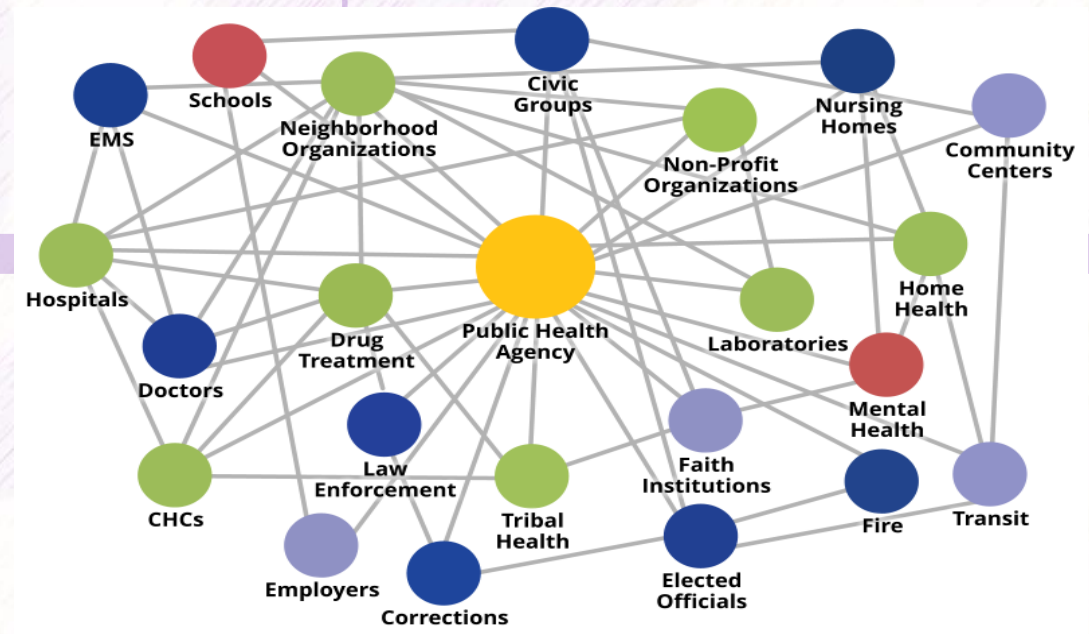 Schools
EMS
Civic
Groups
Nursing
Homes
Neighborhood
Organizations
Community
Centers
Non-Profit
Organizations
Hospitals
Home
Health
Public Health
Agency
Drug
Treatment
Laboratories
Doctors
Mental
Health
Law
Enforcement
Faith
Institutions
CHCs
Tribal
Health
Fire
Transit
Employers
Elected
Officials
Corrections